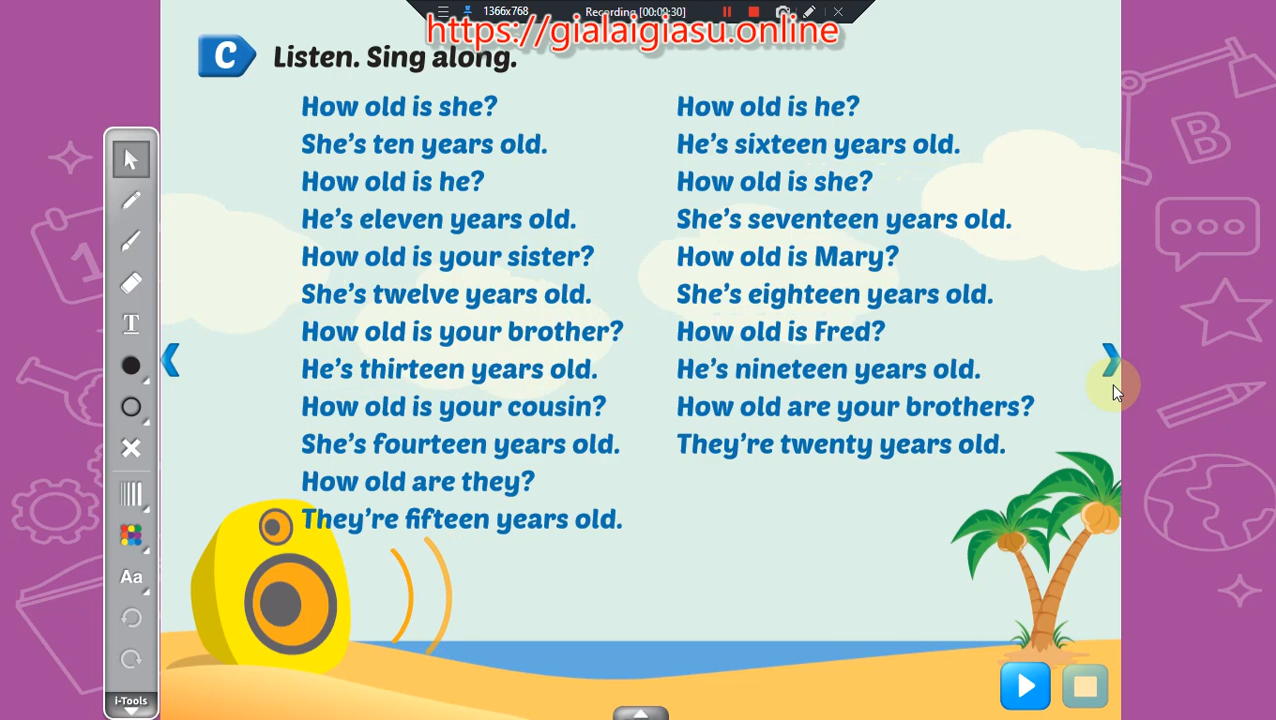 1366x768
Recording [00:09:30]
https://gialaigiasu.online
C Listen. Sing along.
How old is she?
She's ten years old.
How old is he?
He's eleven years old.
How old is your sister?
She's twelve years old.
How old is your brother?
He's thirteen years old.
How old is your cousin?
She's fourteen years old.
How old are they?
They're fifteen years old.
How old is he?
He's sixteen years old.
How old is she?
She's seventeen years old.
How old is Mary?
She's eighteen years old.
How old is Fred?
He's nineteen years old.
How old are your brothers?
They're twenty years old.
T
Aa
i-Tools
1
B